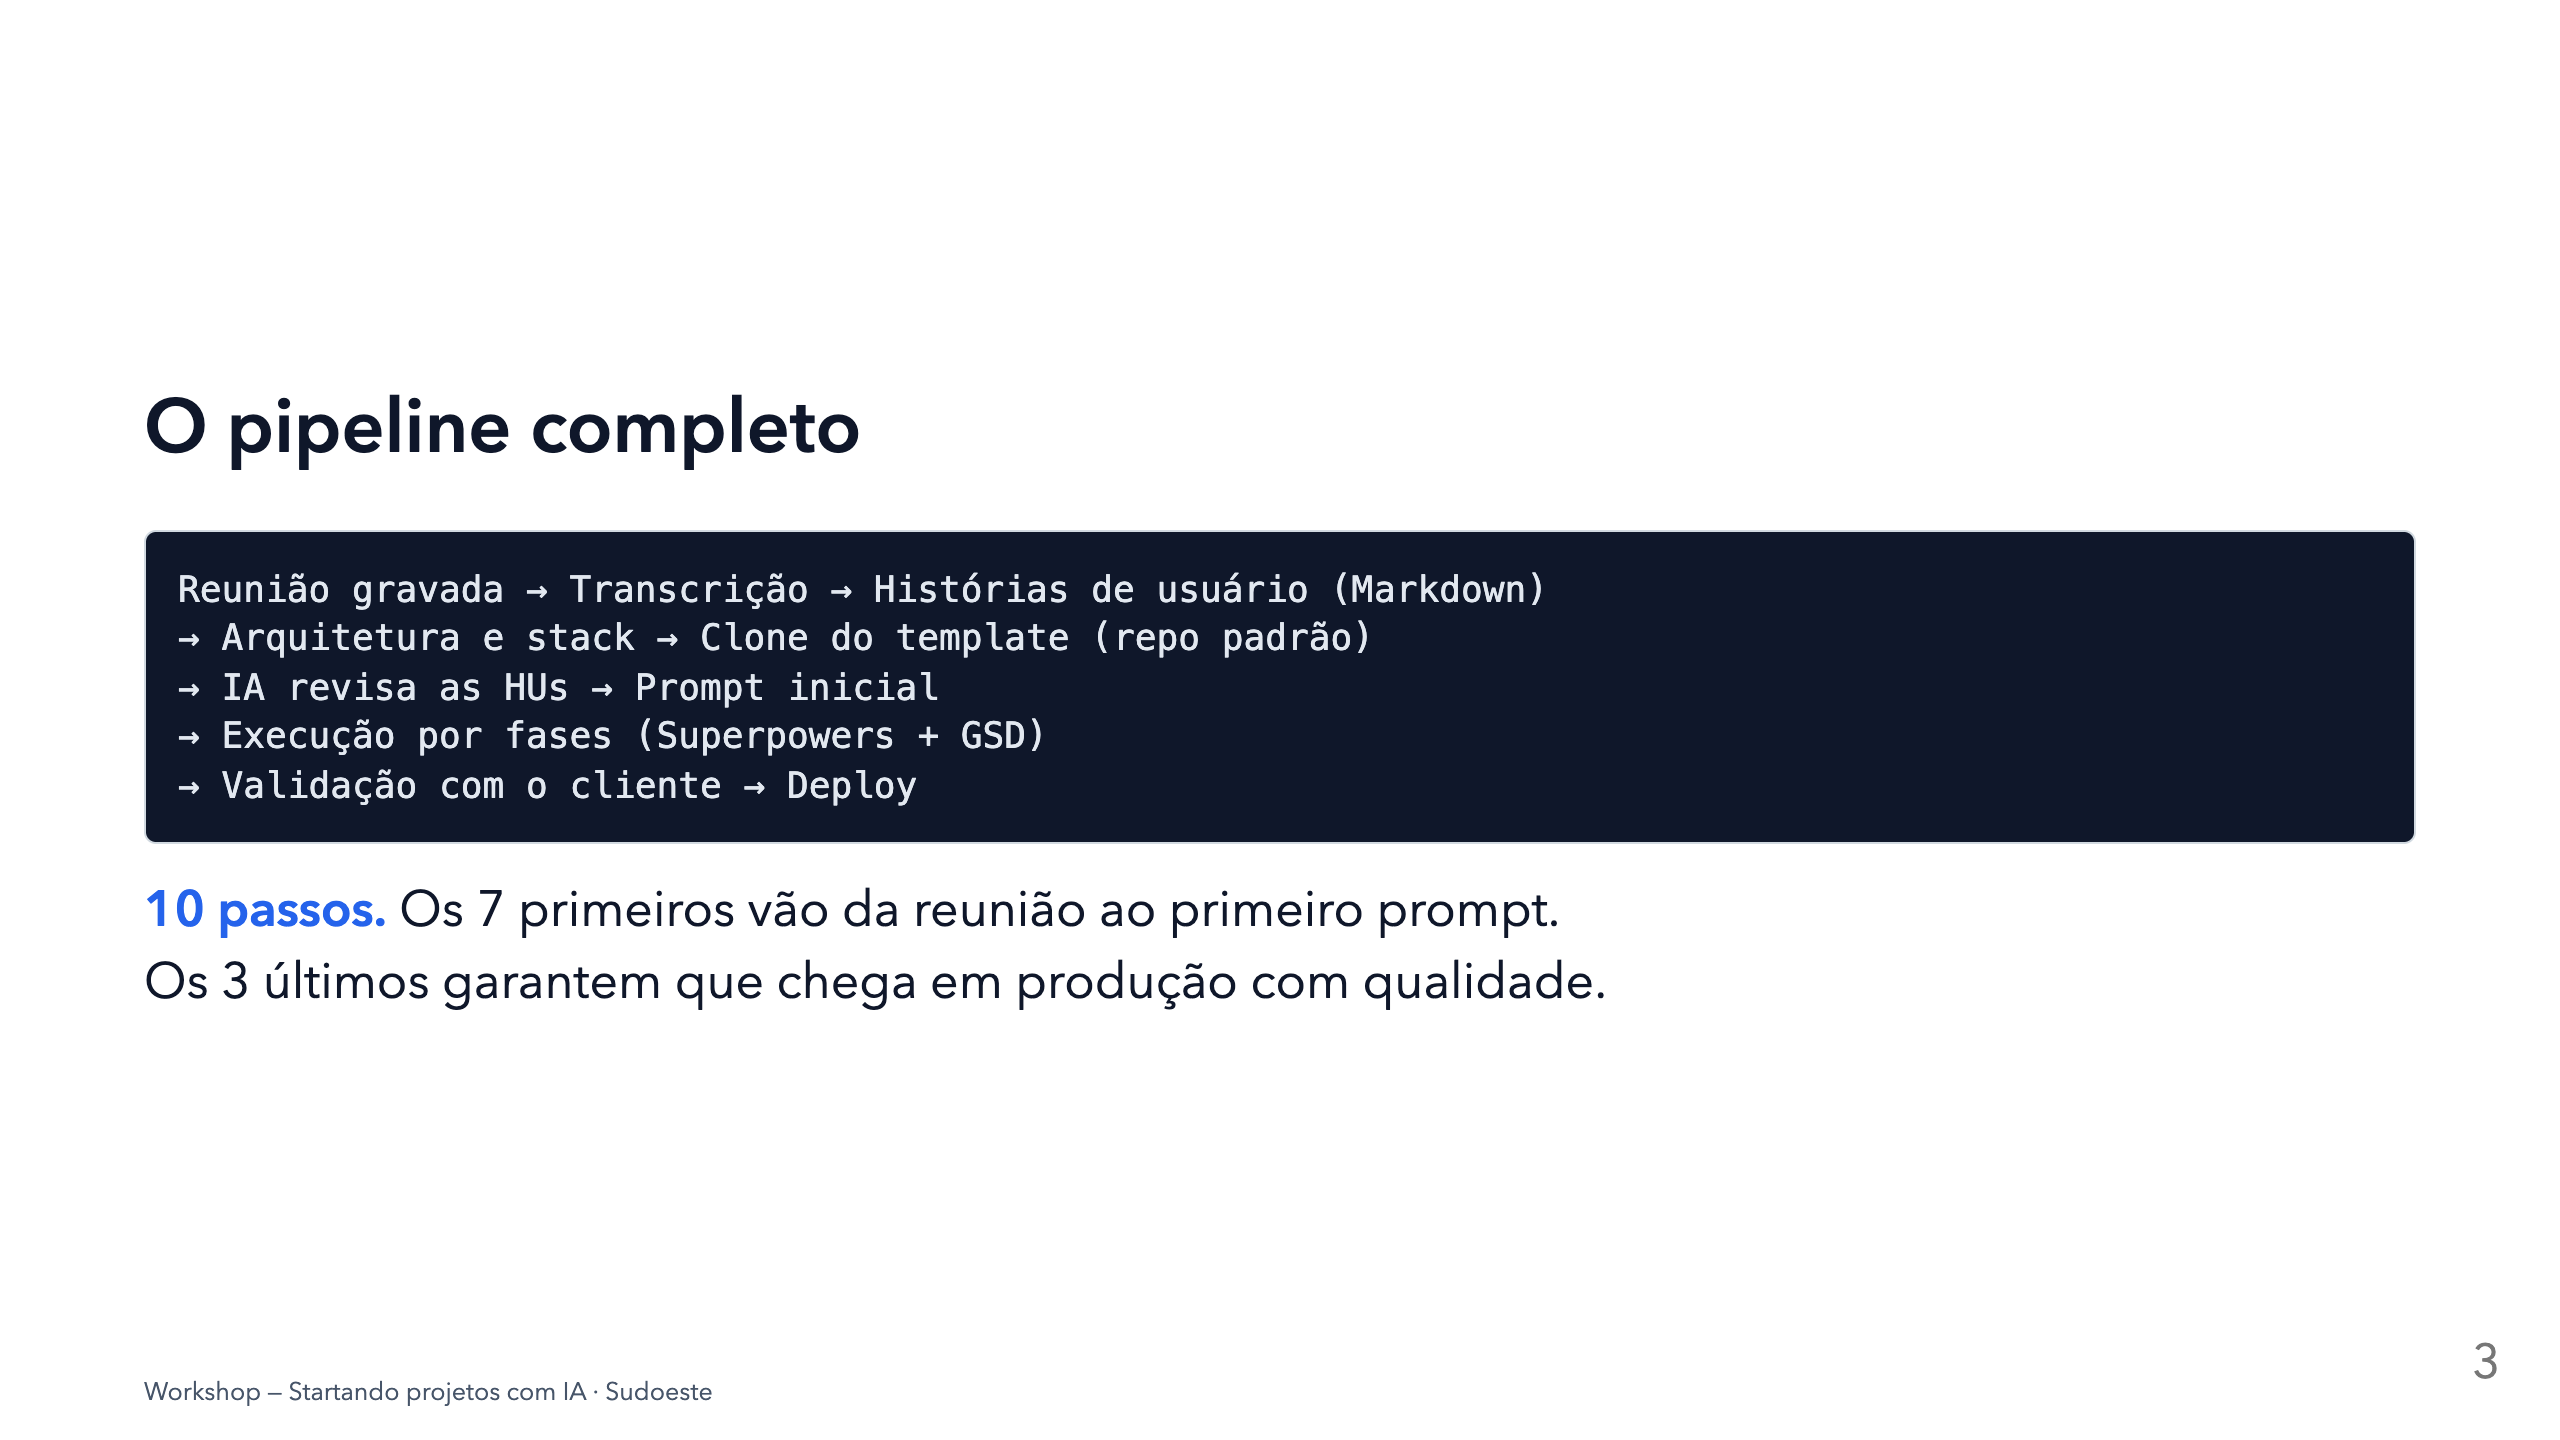 O pipeline completo
Reunião gravada → Transcrição → Histórias de usuário (Markdown)
→ Arquitetura e stack → Clone do template (repo padrão)
→ IA revisa as HUs → Prompt inicial
→ Execução por fases (Superpowers + GSD)
→ Validação com o cliente → Deploy
10 passos. Os 7 primeiros vão da reunião ao primeiro prompt.
Os 3 últimos garantem que chega em produção com qualidade.
Workshop — Startando projetos com IA · Sudoeste
3